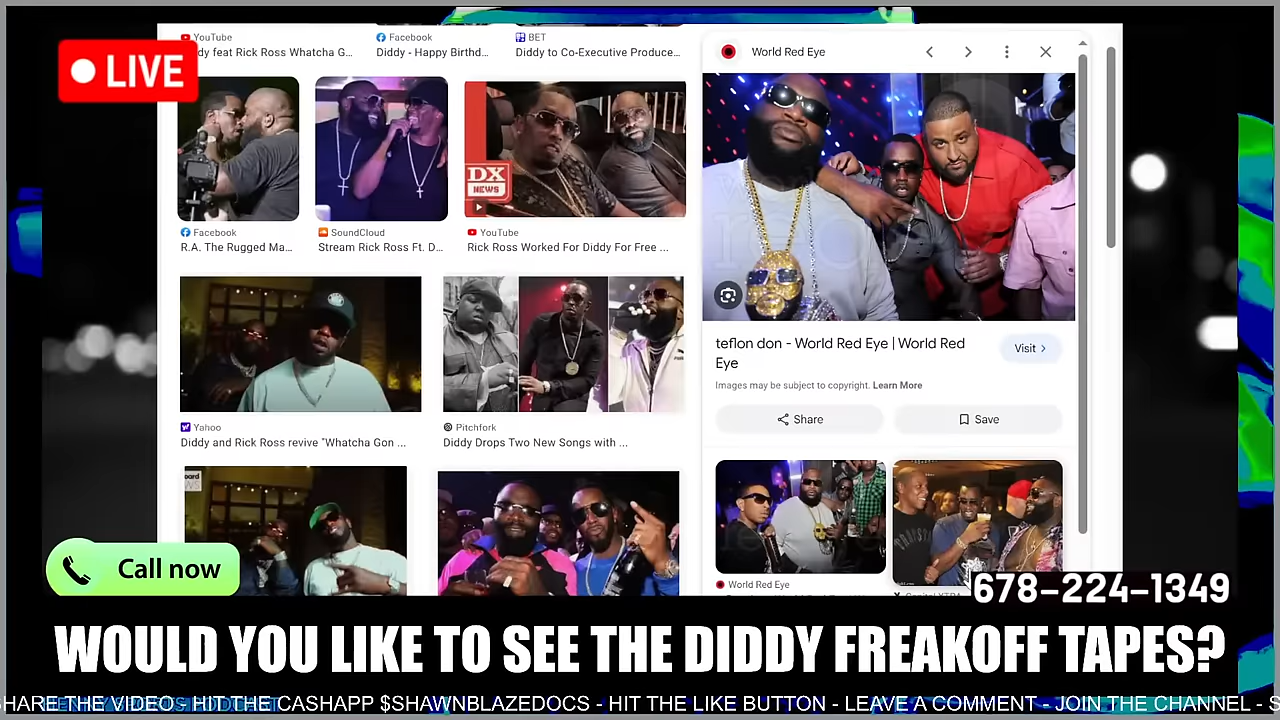 YouTube
dy feat Rick Ross Whatcha G...
Facebook
Diddy - Happy Birthd...
BET
Diddy to Co-Executive Produce...
World Red Eye
LIVE
DX
NEWS
Facebook
R.A. The Rugged Ma...
SoundCloud
Stream Rick Ross Ft. D...
YouTube
Rick Ross Worked For Diddy For Free ...
teflon don - World Red Eye | World Red
Eye
Visit
Images may be subject to copyright. Learn More
Share
Save
Yahoo
Diddy and Rick Ross revive "Whatcha Gon ...
Pitchfork
Diddy Drops Two New Songs with ...
World Red Eye
Call now
678-224-1349
WOULD YOU LIKE TO SEE THE DIDDY FREAKOFF TAPES?
HARE THE VIDEO - HIT THE CASHAPP $SHAWNBLAZEDOCS - HIT THE LIKE BUTTON - LEAVE A COMMENT - JOIN THE CHANNEL - S